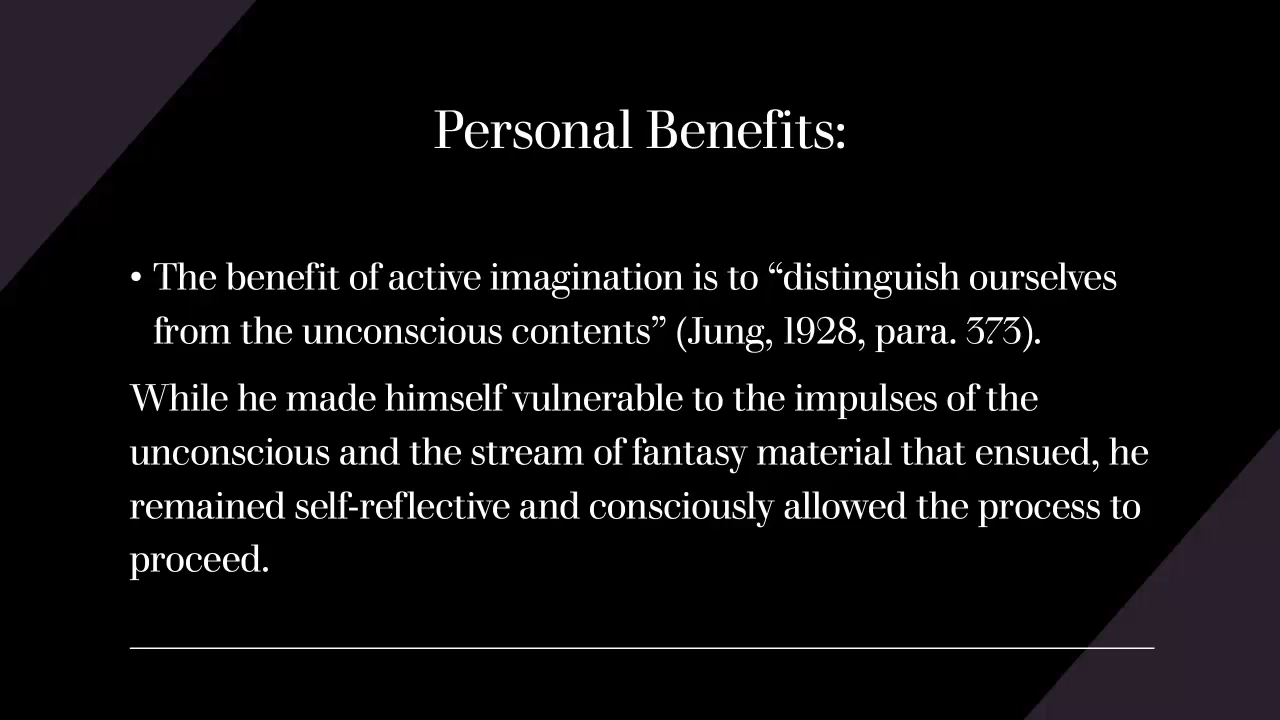 Personal Benefits:
• The benefit of active imagination is to “distinguish ourselves
from the unconscious contents” (Jung, 1928, para. 373).
While he made himself vulnerable to the impulses of the
unconscious and the stream of fantasy material that ensued, he
remained self-reflective and consciously allowed the process to
proceed.